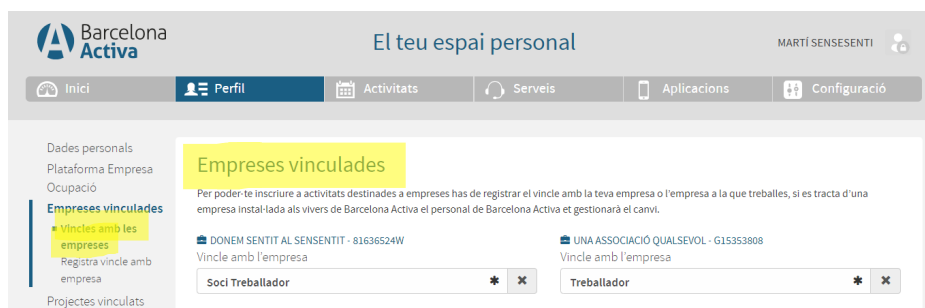 Barcelona
Activa
El teu espai personal
MARTÍ SENSESENTI
Inici
Perfil
Activitats
Serveis
Aplicacions
Configuració
Dades personals
Plataforma Empresa
Ocupació
Empreses vinculades
Vincles amb les
empreses
Registra vincle amb
empresa
Projectes vinculats
Empreses vinculades
Per poder-te inscriure a activitats destinades a empreses has de registrar el vincle amb la teva empresa o l'empresa a la que treballes, si es tracta d'una
empresa instal·lada als vivers de Barcelona Activa el personal de Barcelona Activa et gestionarà el canvi.
DONEM SENTIT AL SENSENTIT - 81636524W
Vincle amb l'empresa
Soci Treballador
UNA ASSOCIACIÓ QUALSEVOL - G15353808
Vincle amb l'empresa
Treballador